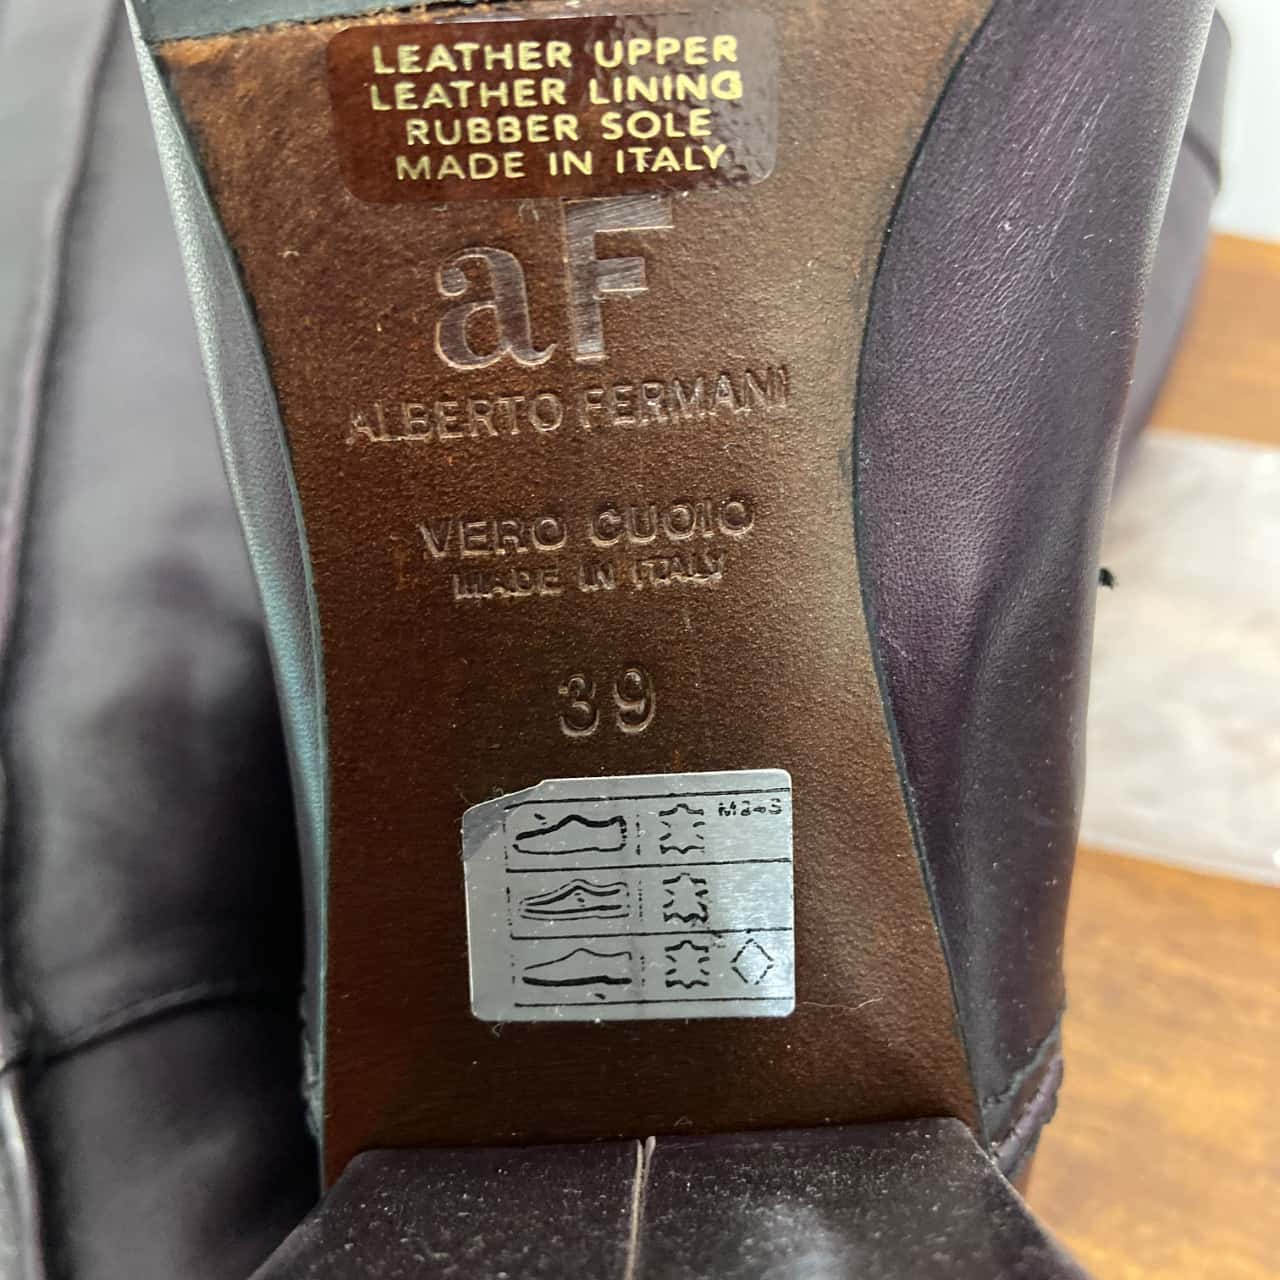 LEATHER UPPER
LEATHER LINING
RUBBER SOLE
MADE IN ITALY
aF
ALBERTO FERMANI
VERO CUOIO
MADE IN ITALY
39